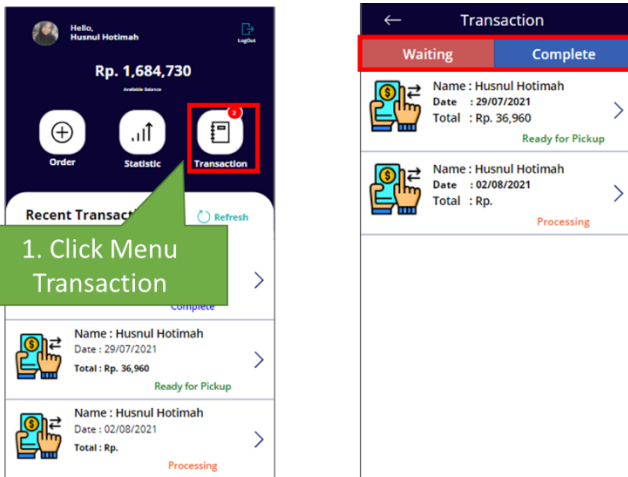 Hello,
Husnul Hotimah
LogOut
Rp. 1,684,730
Available Balance
2
Order
Statistic
Transaction
Recent Transact
Refresh
1. Click Menu
Transaction
Complete
Name : Husnul Hotimah
Date : 29/07/2021
Total : Rp. 36,960
Ready for Pickup
Name : Husnul Hotimah
Date : 02/08/2021
Total : Rp.
Processing
Transaction
Waiting
Complete
Name : Husnul Hotimah
Date : 29/07/2021
Total : Rp. 36,960
Ready for Pickup
Name : Husnul Hotimah
Date : 02/08/2021
Total : Rp.
Processing